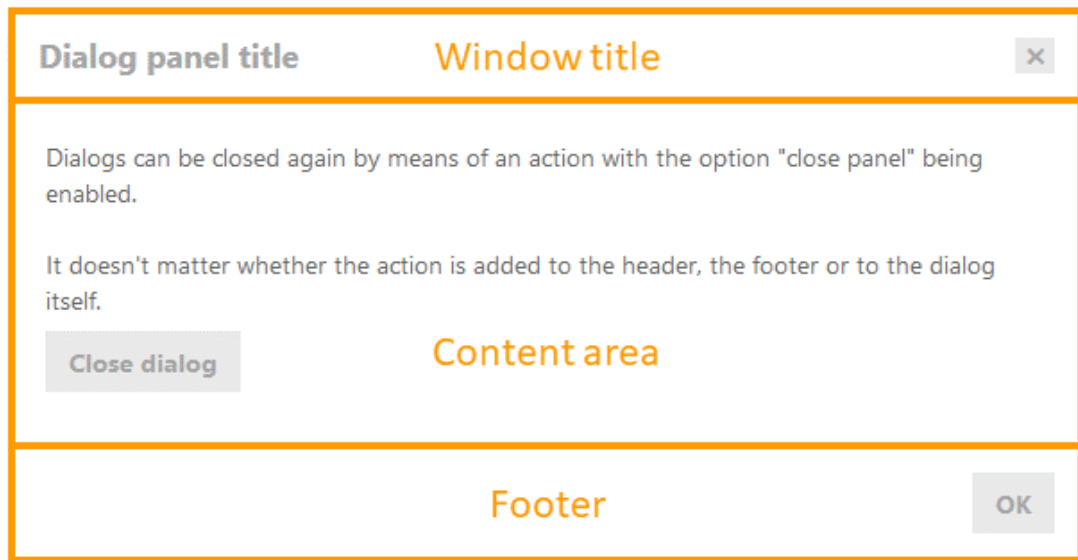 Dialog panel title
Window title
×
Dialogs can be closed again by means of an action with the option "close panel" being
enabled.
It doesn't matter whether the action is added to the header, the footer or to the dialog
itself.
Close dialog
Content area
Footer
OK